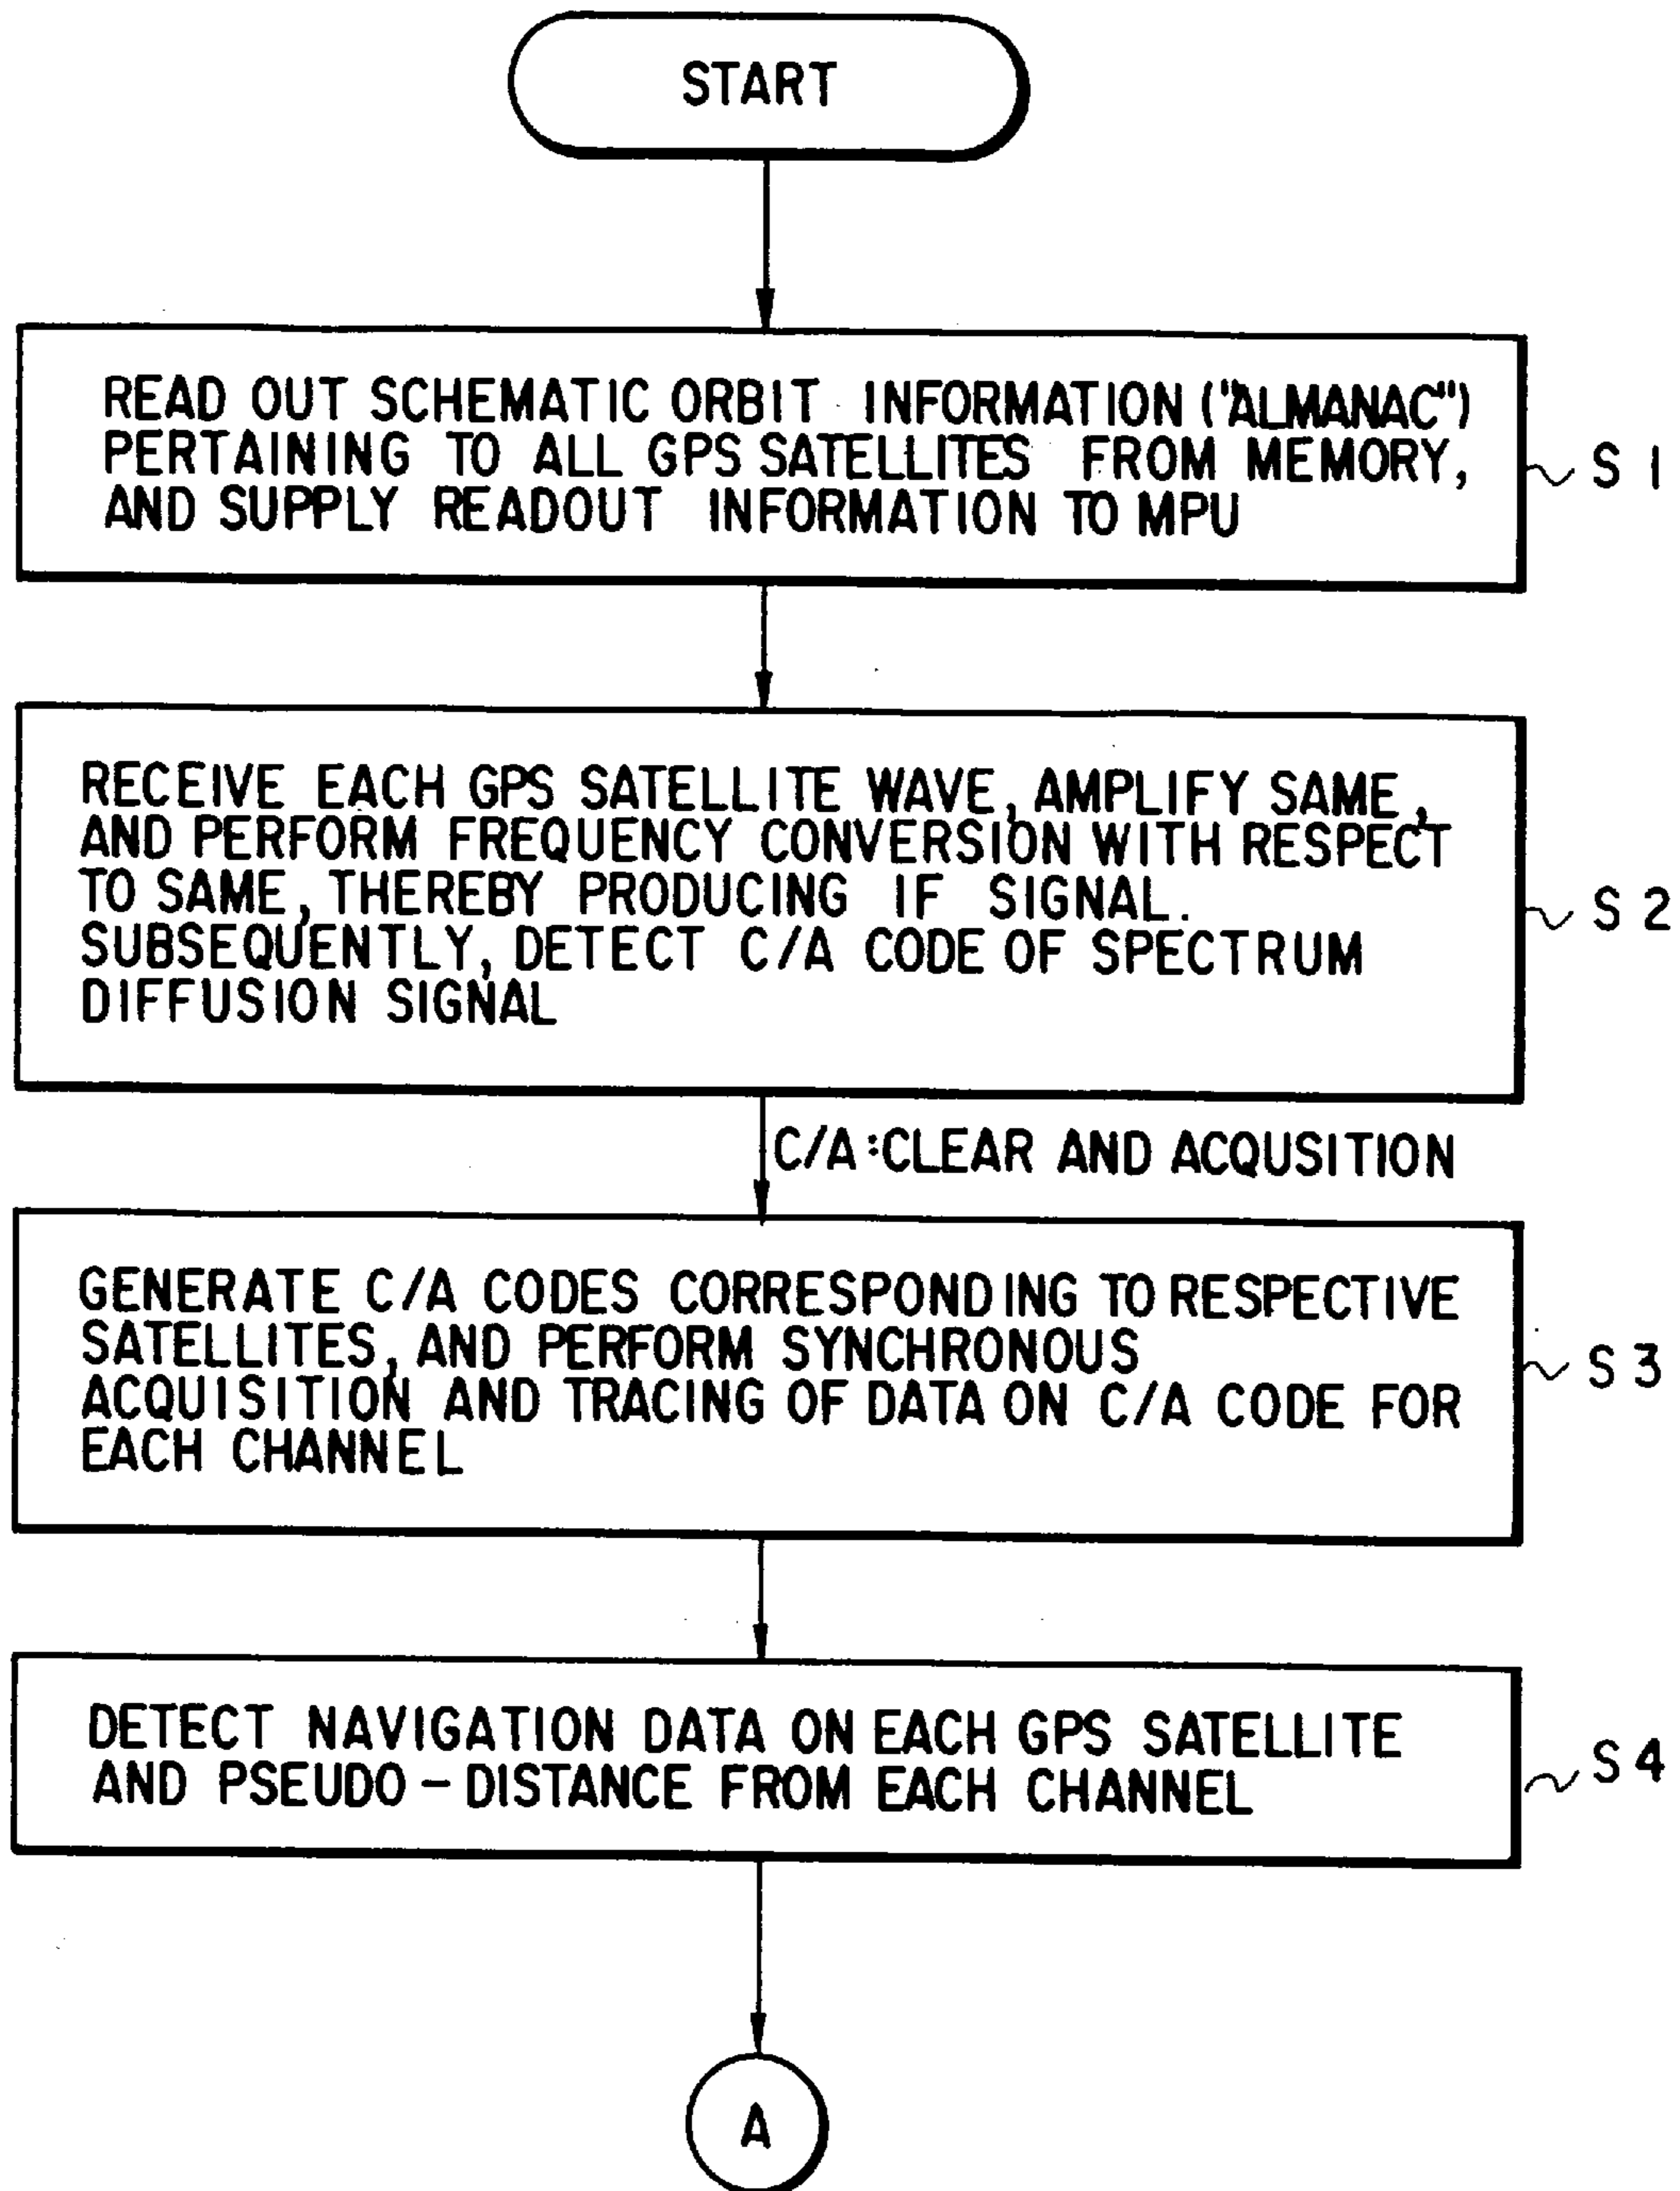 START
READ OUT SCHEMATIC ORBIT INFORMATION ("ALMANAC")
PERTAINING TO ALL GPS SATELLITES FROM MEMORY,
AND SUPPLY READOUT INFORMATION TO MPU
S1
RECEIVE EACH GPS SATELLITE WAVE, AMPLIFY SAME,
AND PERFORM FREQUENCY CONVERSION WITH RESPECT
TO SAME, THEREBY PRODUCING IF SIGNAL.
SUBSEQUENTLY, DETECT C/A CODE OF SPECTRUM
DIFFUSION SIGNAL
S2
C/A:CLEAR AND ACQUSITION
GENERATE C/A CODES CORRESPONDING TO RESPECTIVE
SATELLITES, AND PERFORM SYNCHRONOUS
ACQUISITION AND TRACING OF DATA ON C/A CODE FOR
EACH CHANNEL
S3
DETECT NAVIGATION DATA ON EACH GPS SATELLITE
AND PSEUDO-DISTANCE FROM EACH CHANNEL
S4
A